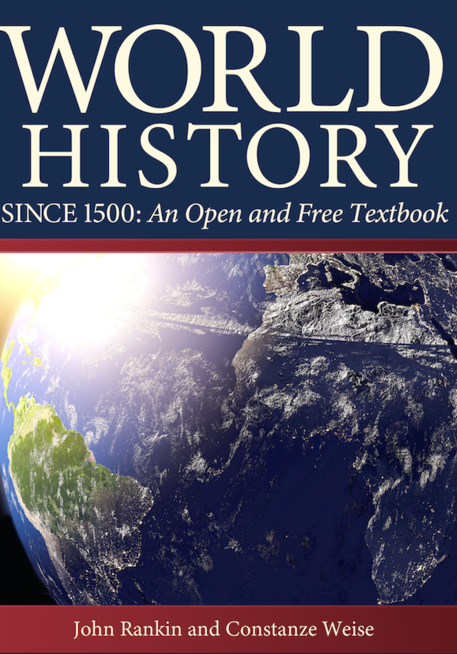 WORLD
HISTORY
SINCE 1500: An Open and Free Textbook
John Rankin and Constanze Weise